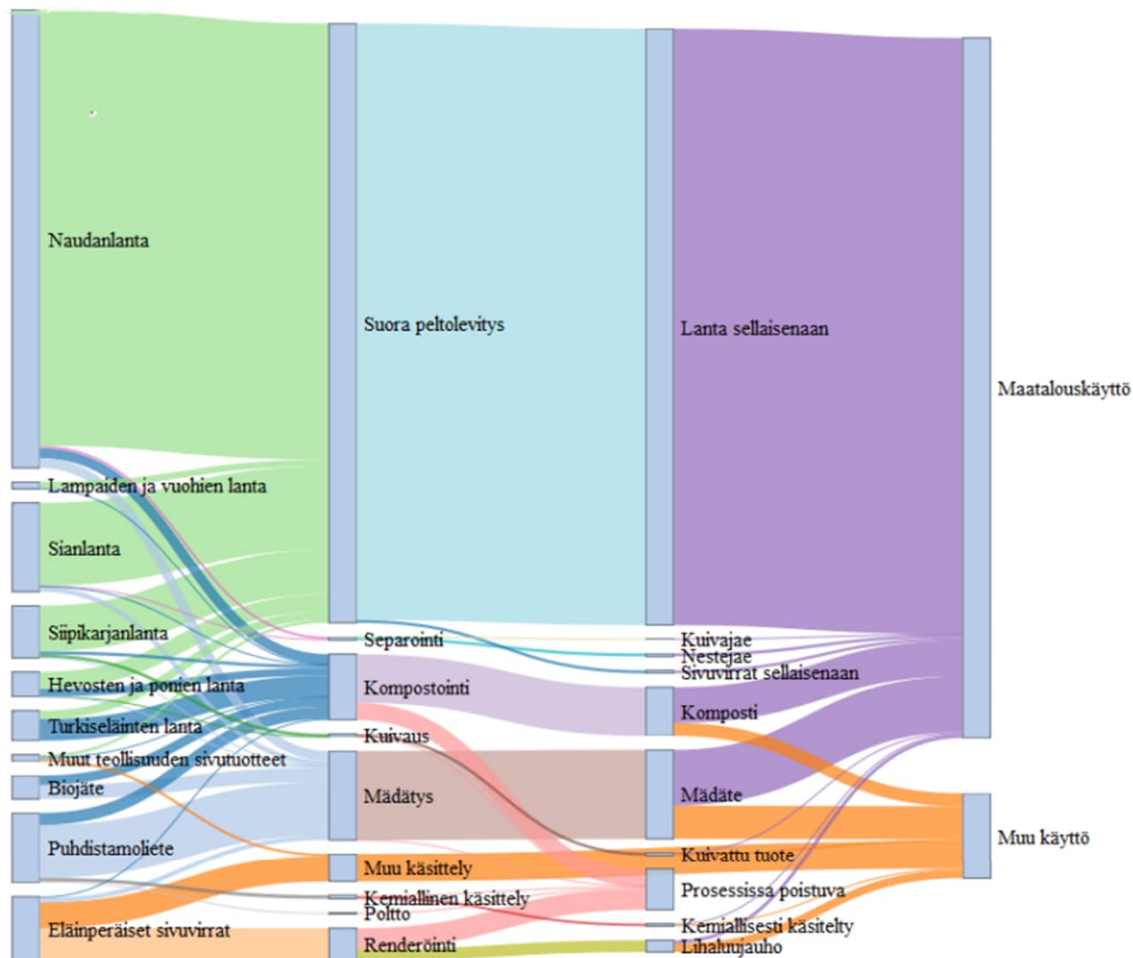 Naudanlanta
Lampaiden ja vuohien lanta
Sianlanta
Siipikarjanlanta
Hevosten ja ponien lanta
Turkiseläinten lanta
Muut teollisuuden sivutuotteet
Biojäte
Puhdistamoliete
Eläinperäiset sivuvirrat
Suora peltolevitys
Separointi
Kompostointi
Kuivaus
Mädätys
Muu käsittely
Kemiallinen käsittely
Poltto
Renderöinti
Lanta sellaisenaan
Kuivajae
Nestejae
Sivuvirrat sellaisenaan
Komposti
Mädäte
Kuivattu tuote
Prosessissa poistuva
Kemiallisesti käsitelty
Lihaluujauho
Maatalouskäyttö
Muu käyttö